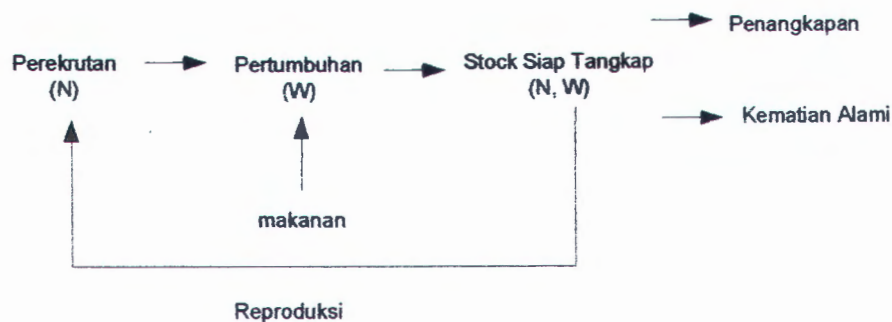 Penangkapan
Perekrutan
(N)
Pertumbuhan
(W)
Stock Siap Tangkap
(N, W)
Kematian Alami
makanan
Reproduksi